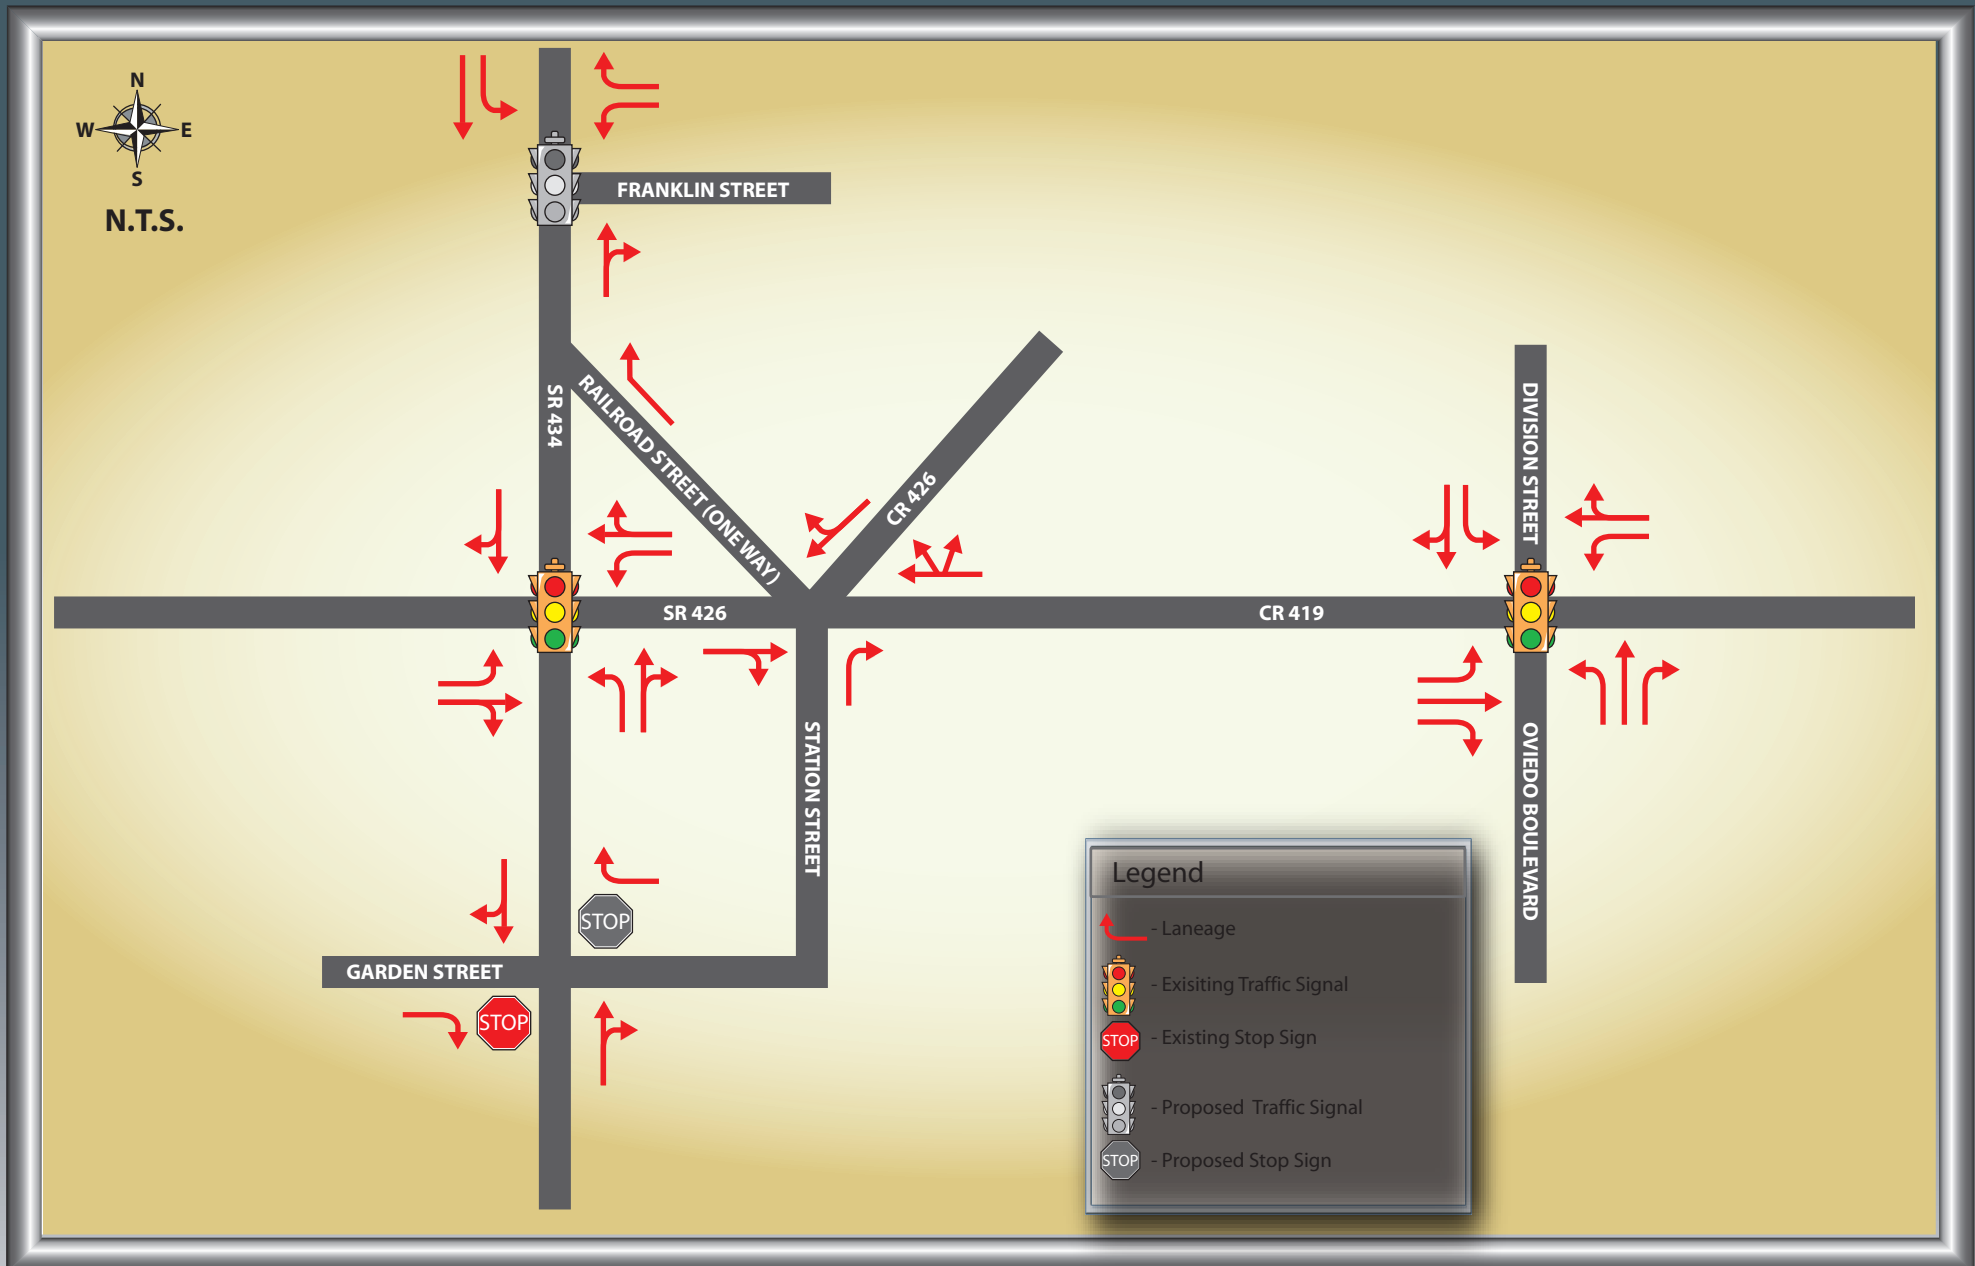 N
W
E
S
N.T.S.
FRANKLIN STREET
SR 434
RAILROAD STREET (ONE WAY)
CR 426
DIVISION STREET
SR 426
CR 419
STATION STREET
OVIEDO BOULEVARD
STOP
GARDEN STREET
STOP
Legend
- Laneage
- Exisiting Traffic Signal
STOP - Existing Stop Sign
- Proposed Traffic Signal
STOP - Proposed Stop Sign